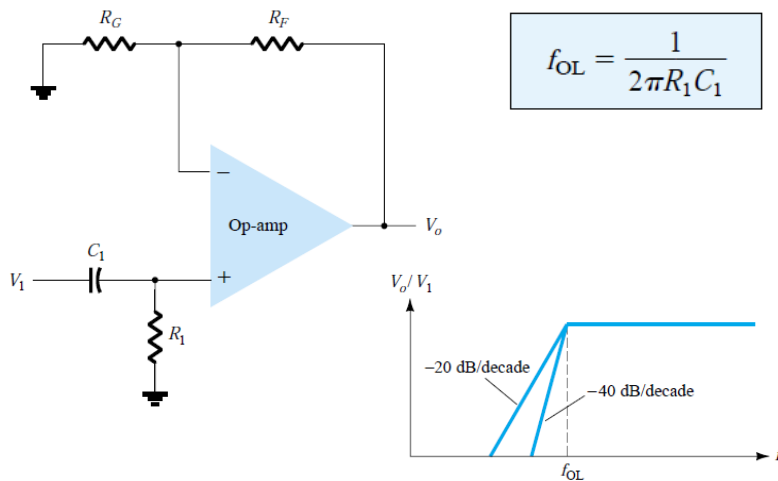 R_G
R_F
f_OL = 1 / 2πR_1C_1
−
Op-amp
V_o
C_1
V_1
+
R_1
V_o/V_1
−20 dB/decade
−40 dB/decade
f_OL